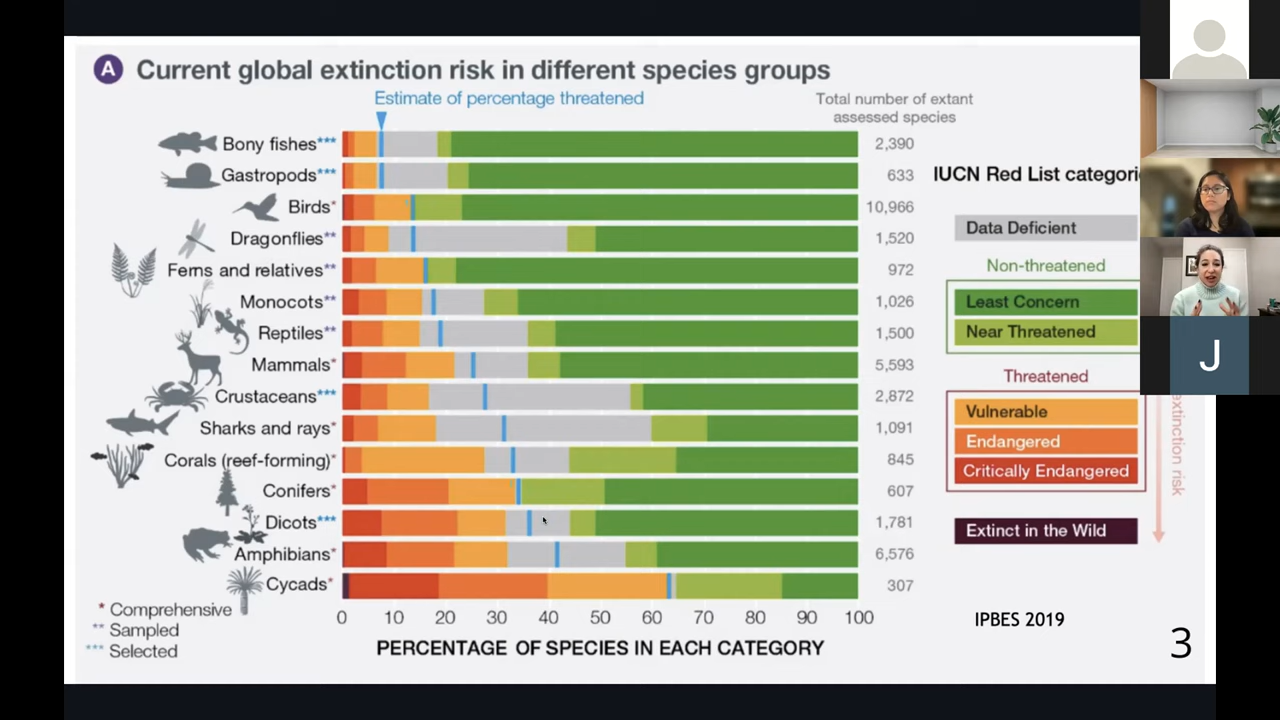 A Current global extinction risk in different species groups
Estimate of percentage threatened
Total number of extant
assessed species
Bony fishes*** 2,390
Gastropods*** 633
Birds* 10,966
Dragonflies** 1,520
Ferns and relatives** 972
Monocots** 1,026
Reptiles** 1,500
Mammals* 5,593
Crustaceans*** 2,872
Sharks and rays* 1,091
Corals (reef-forming)* 845
Conifers* 607
Dicots*** 1,781
Amphibians* 6,576
Cycads* 307
0 10 20 30 40 50 60 70 80 90 100
PERCENTAGE OF SPECIES IN EACH CATEGORY
* Comprehensive
** Sampled
*** Selected
IUCN Red List categori
Data Deficient
Non-threatened
Least Concern
Near Threatened
Threatened
Vulnerable
Endangered
Critically Endangered
Extinct in the Wild
extinction risk
IPBES 2019
3
J